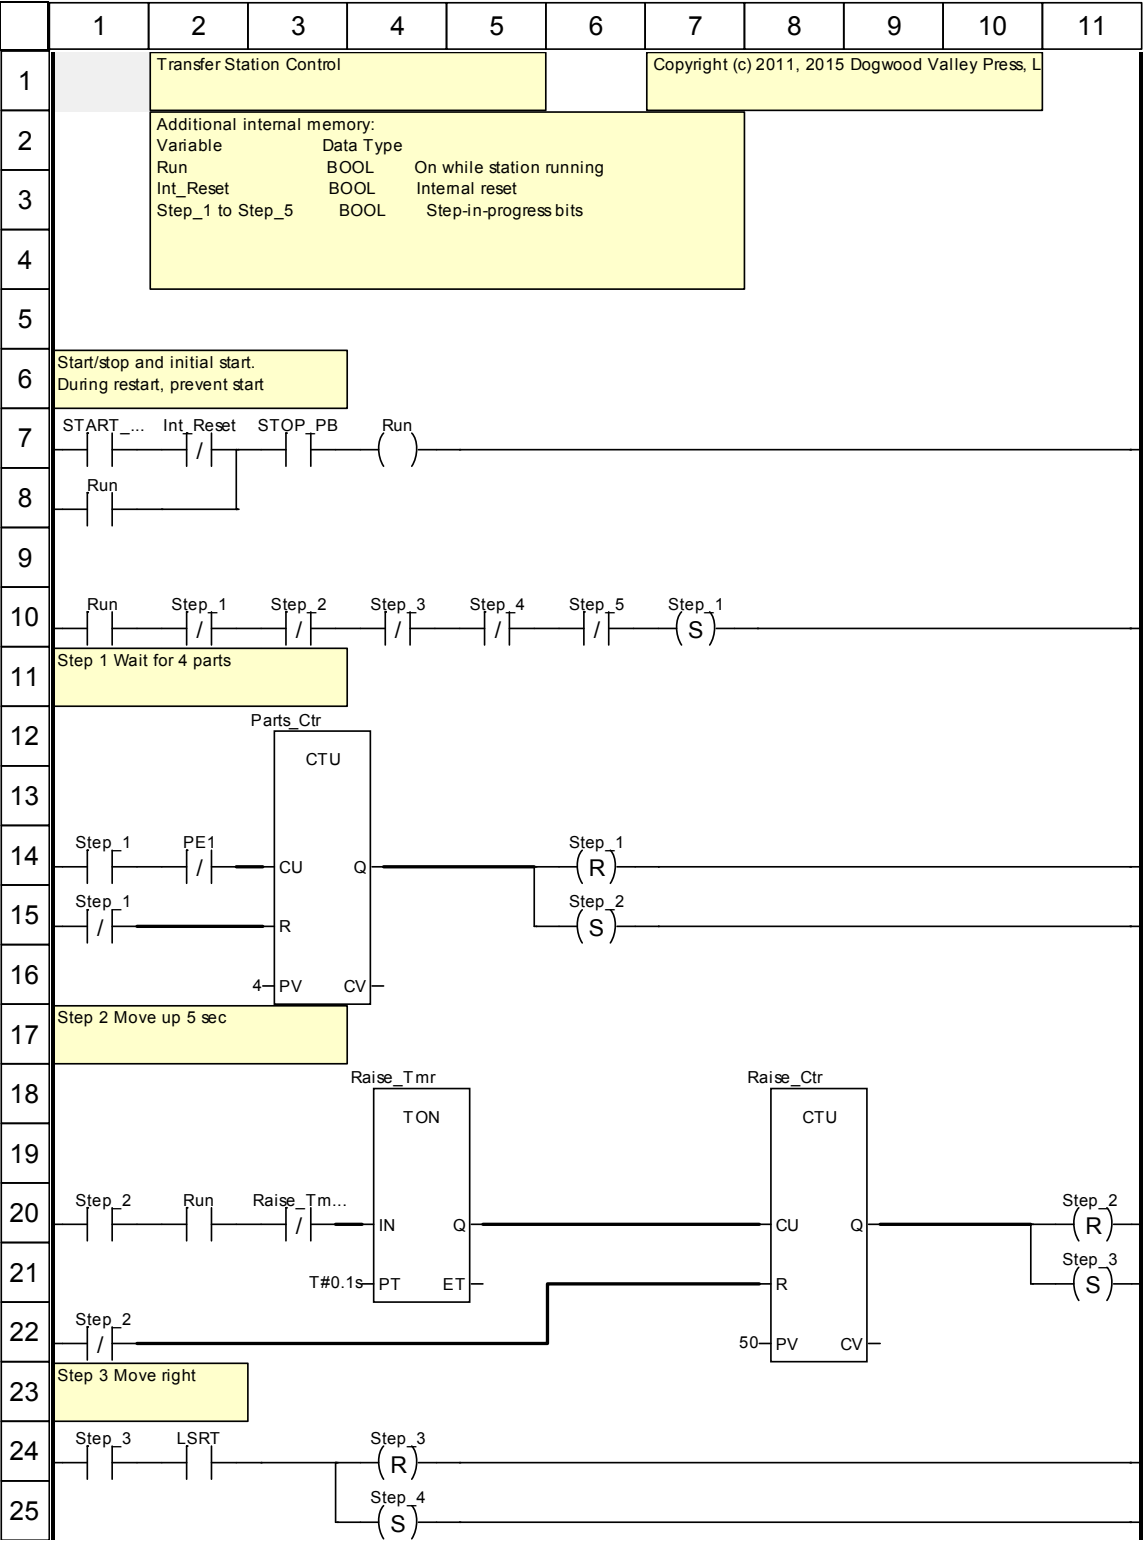 1 2 3 4 5 6 7 8 9 10 11
1
Transfer Station Control
Copyright (c) 2011, 2015 Dogwood Valley Press, L
2
Additional internal memory:
Variable Data Type
Run BOOL On while station running
3
Int_Reset BOOL Internal reset
Step_1 to Step_5 BOOL Step-in-progress bits
4
5
6
Start/stop and initial start.
During restart, prevent start
7
START_... Int_Reset STOP_PB Run
/
8
Run
9
10
Run Step_1 Step_2 Step_3 Step_4 Step_5 Step_1
/ / / / / S
11
Step 1 Wait for 4 parts
12
Parts_Ctr
CTU
13
14
Step_1 PE1 Step_1
/ CU Q R
15
Step_1 Step_2
/ R S
16
4 PV CV
17
Step 2 Move up 5 sec
18
Raise_Tmr Raise_Ctr
TON CTU
19
20
Step_2 Run Raise_Tm... Step_2
/ IN Q CU Q R
21
Step_3
T#0.1s PT ET R S
22
Step_2
/ 50 PV CV
23
Step 3 Move right
24
Step_3 LSRT Step_3
R
25
Step_4
S